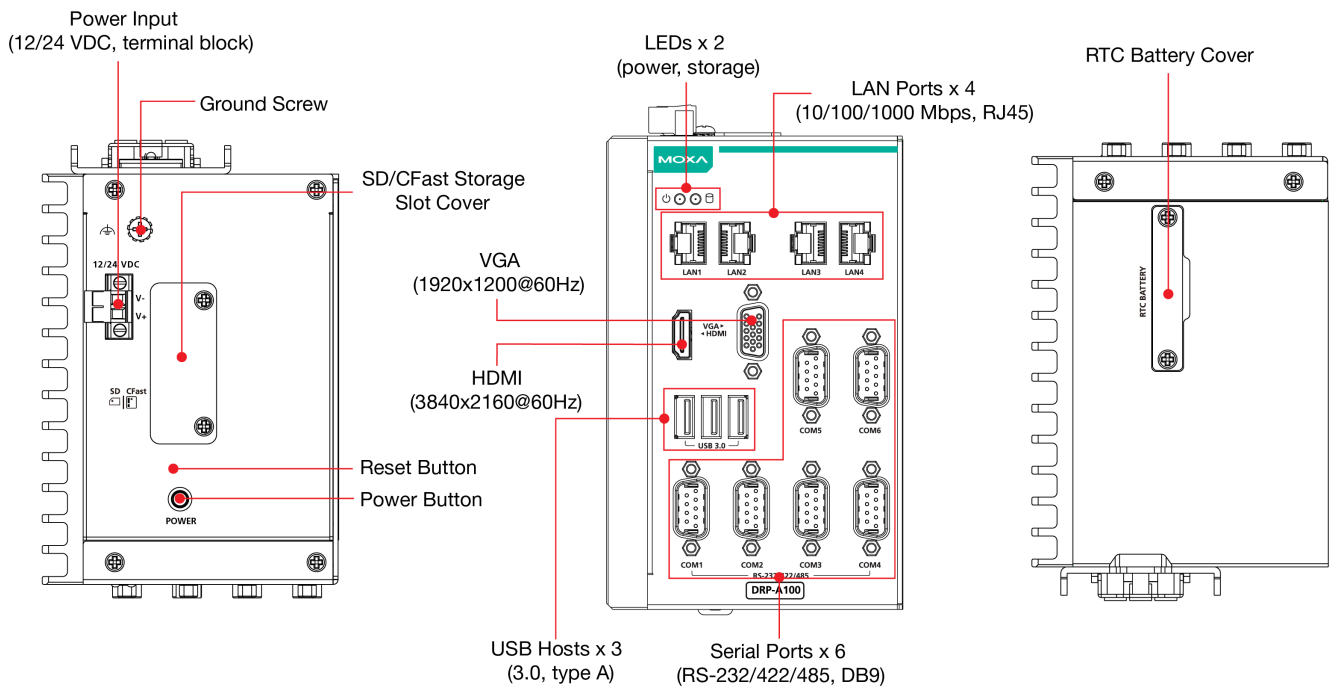 Power Input
(12/24 VDC, terminal block)
Ground Screw
SD/CFast Storage
Slot Cover
12/24 VDC
V-
V+
SD CFast
Reset Button
Power Button
POWER
LEDs x 2
(power, storage)
LAN Ports x 4
(10/100/1000 Mbps, RJ45)
MOXA
LAN1
LAN2
LAN3
LAN4
VGA
(1920x1200@60Hz)
VGA
HDMI
HDMI
(3840x2160@60Hz)
USB 3.0
COM5
COM6
COM1
COM2
COM3
COM4
RS-232/422/485
DRP-A100
USB Hosts x 3
(3.0, type A)
Serial Ports x 6
(RS-232/422/485, DB9)
RTC Battery Cover
RTC BATTERY